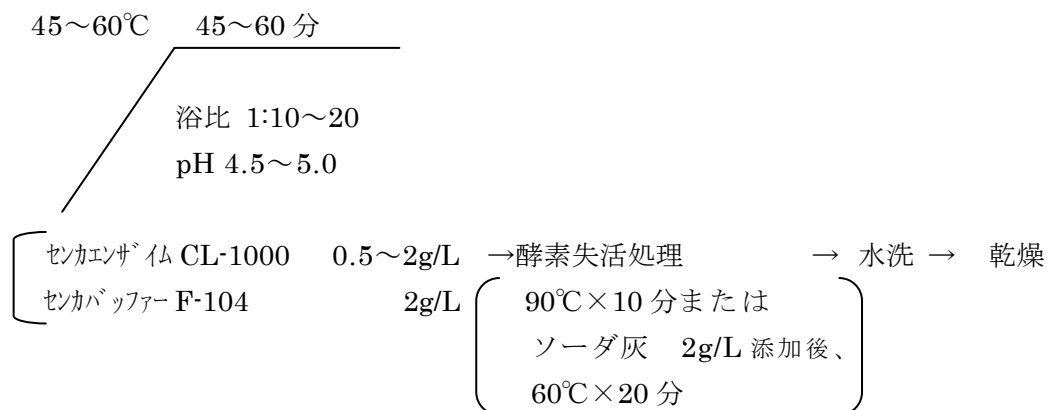 45～60℃ 45～60分
浴比 1:10～20
pH 4.5～5.0
ｾﾝｶｴﾝｻﾞｲﾑ CL-1000 0.5～2g/L →酵素失活処理 → 水洗 → 乾燥
ｾﾝｶﾊﾞｯﾌｧｰ F-104 2g/L
90℃×10分または
ソーダ灰 2g/L 添加後、
60℃×20分